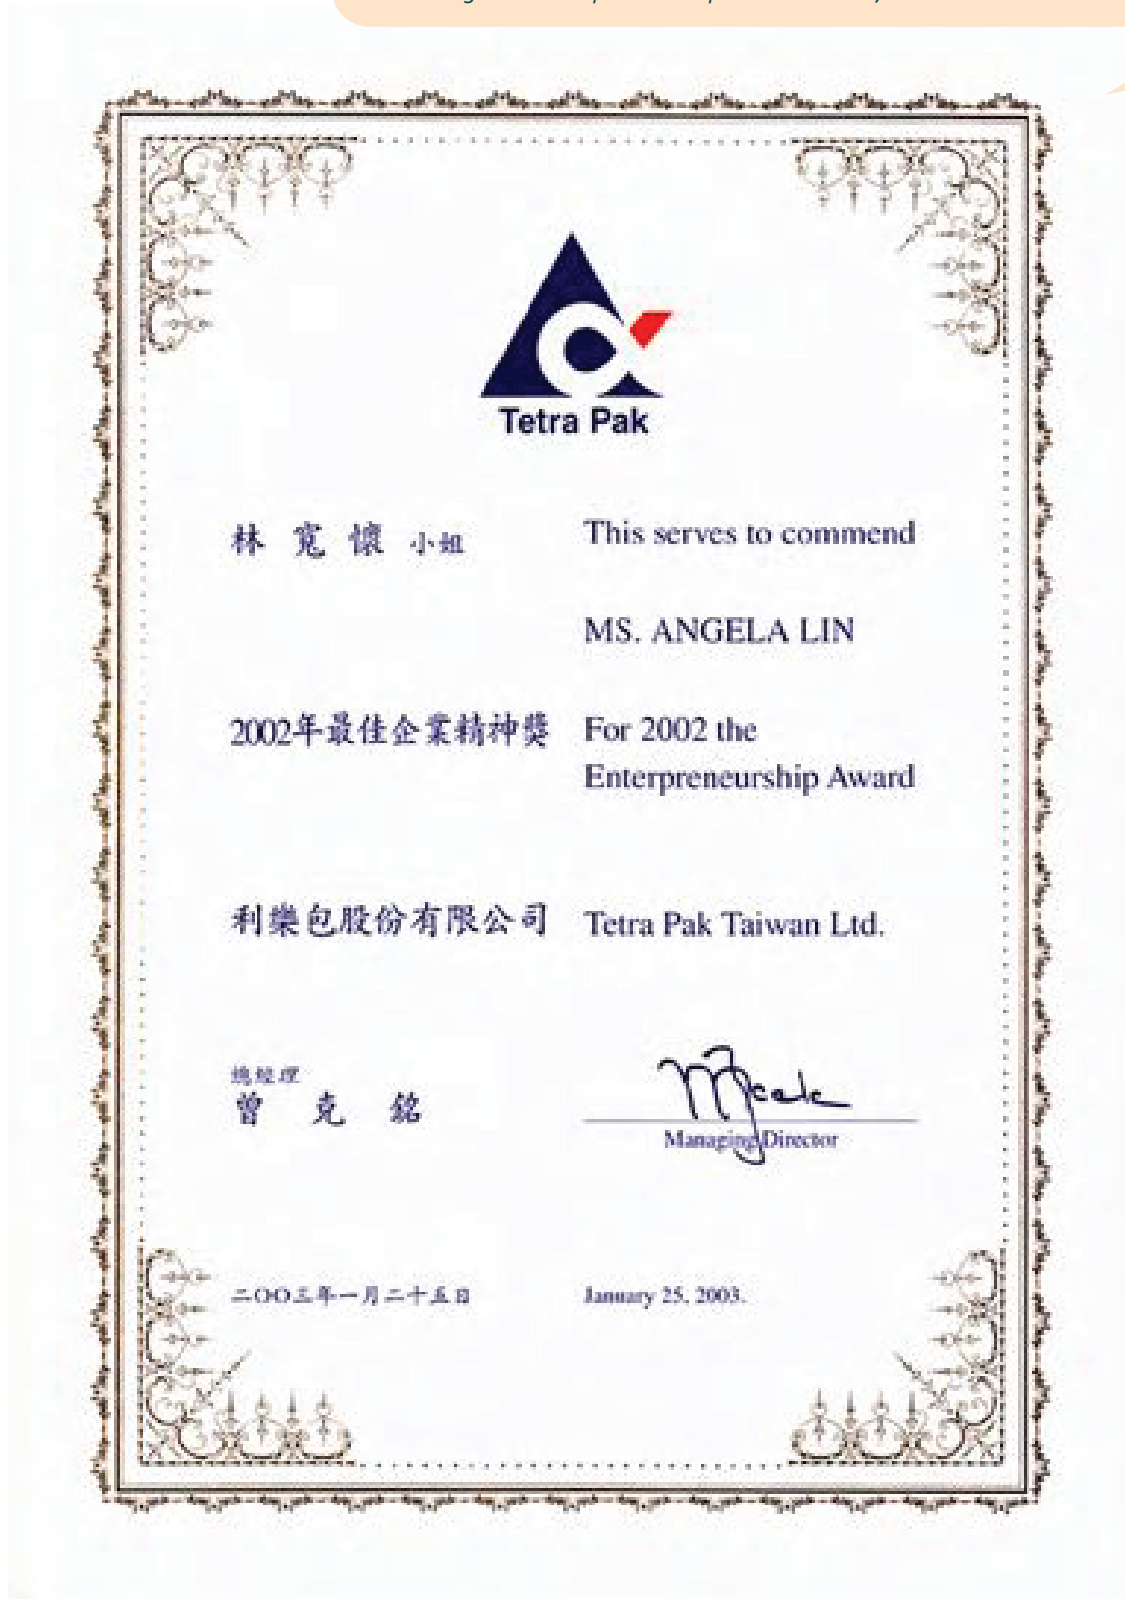 Tetra Pak
林 寬 懷 小姐
This serves to commend
MS. ANGELA LIN
2002年最佳企業精神獎
For 2002 the
Enterpreneurship Award
利樂包股份有限公司
Tetra Pak Taiwan Ltd.
總經理
曾 克 銘
Managing Director
二〇〇三年一月二十五日
January 25, 2003.